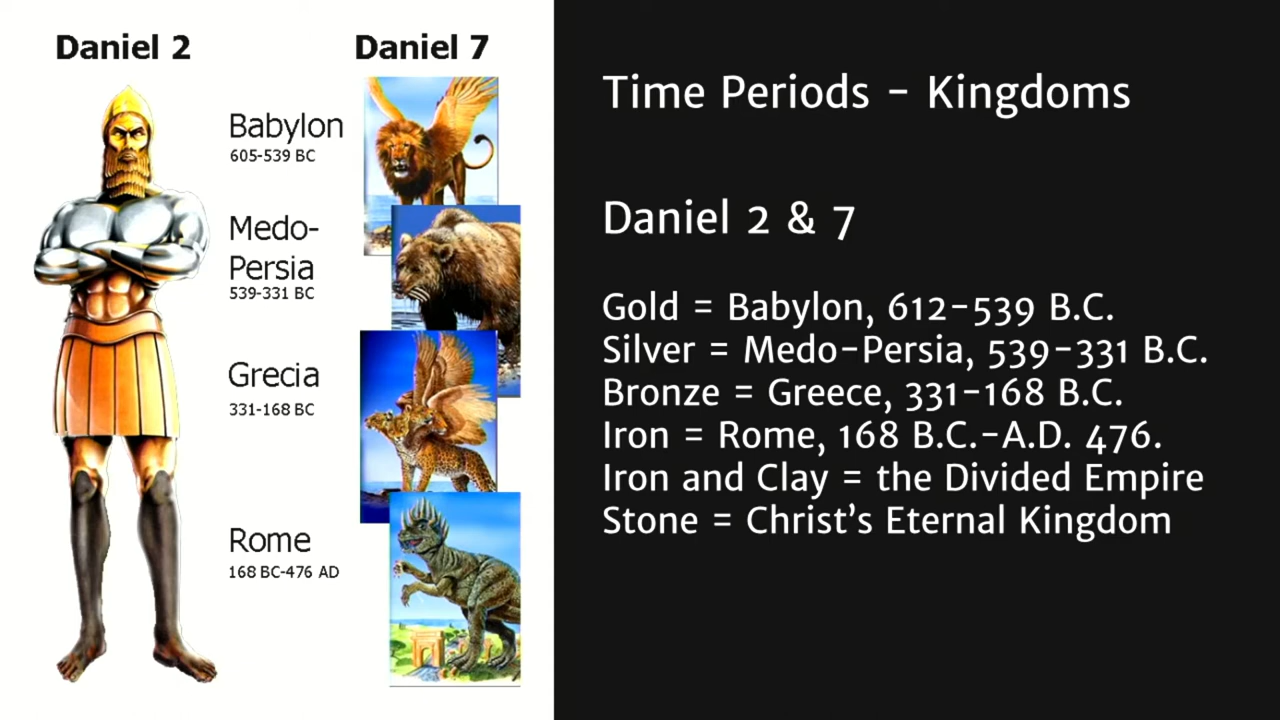 Daniel 2
Daniel 7
Babylon
605-539 BC
Medo-
Persia
539-331 BC
Grecia
331-168 BC
Rome
168 BC-476 AD
Time Periods - Kingdoms
Daniel 2 & 7
Gold = Babylon, 612-539 B.C.
Silver = Medo-Persia, 539-331 B.C.
Bronze = Greece, 331-168 B.C.
Iron = Rome, 168 B.C.-A.D. 476.
Iron and Clay = the Divided Empire
Stone = Christ’s Eternal Kingdom